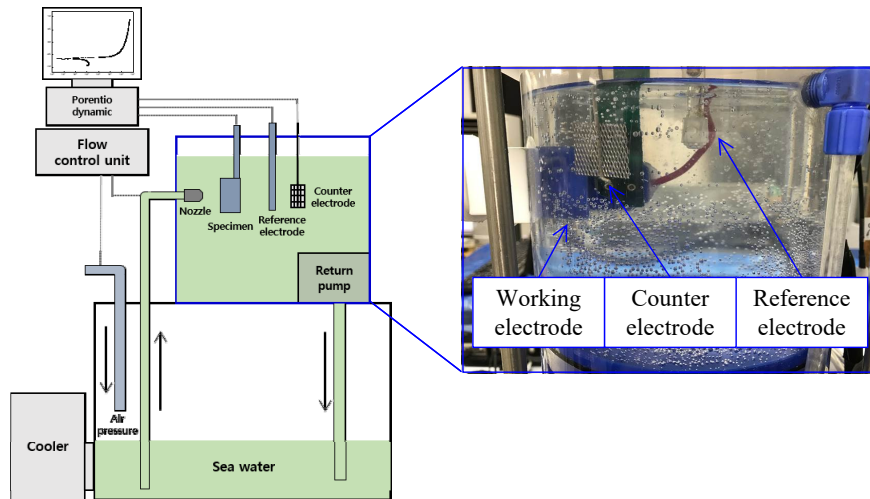 Porentio
dynamic
Flow
control unit
Nozzle
Specimen
Reference
electrode
Counter
electrode
Return
pump
Air
pressure
Cooler
Sea water
Working
electrode
Counter
electrode
Reference
electrode